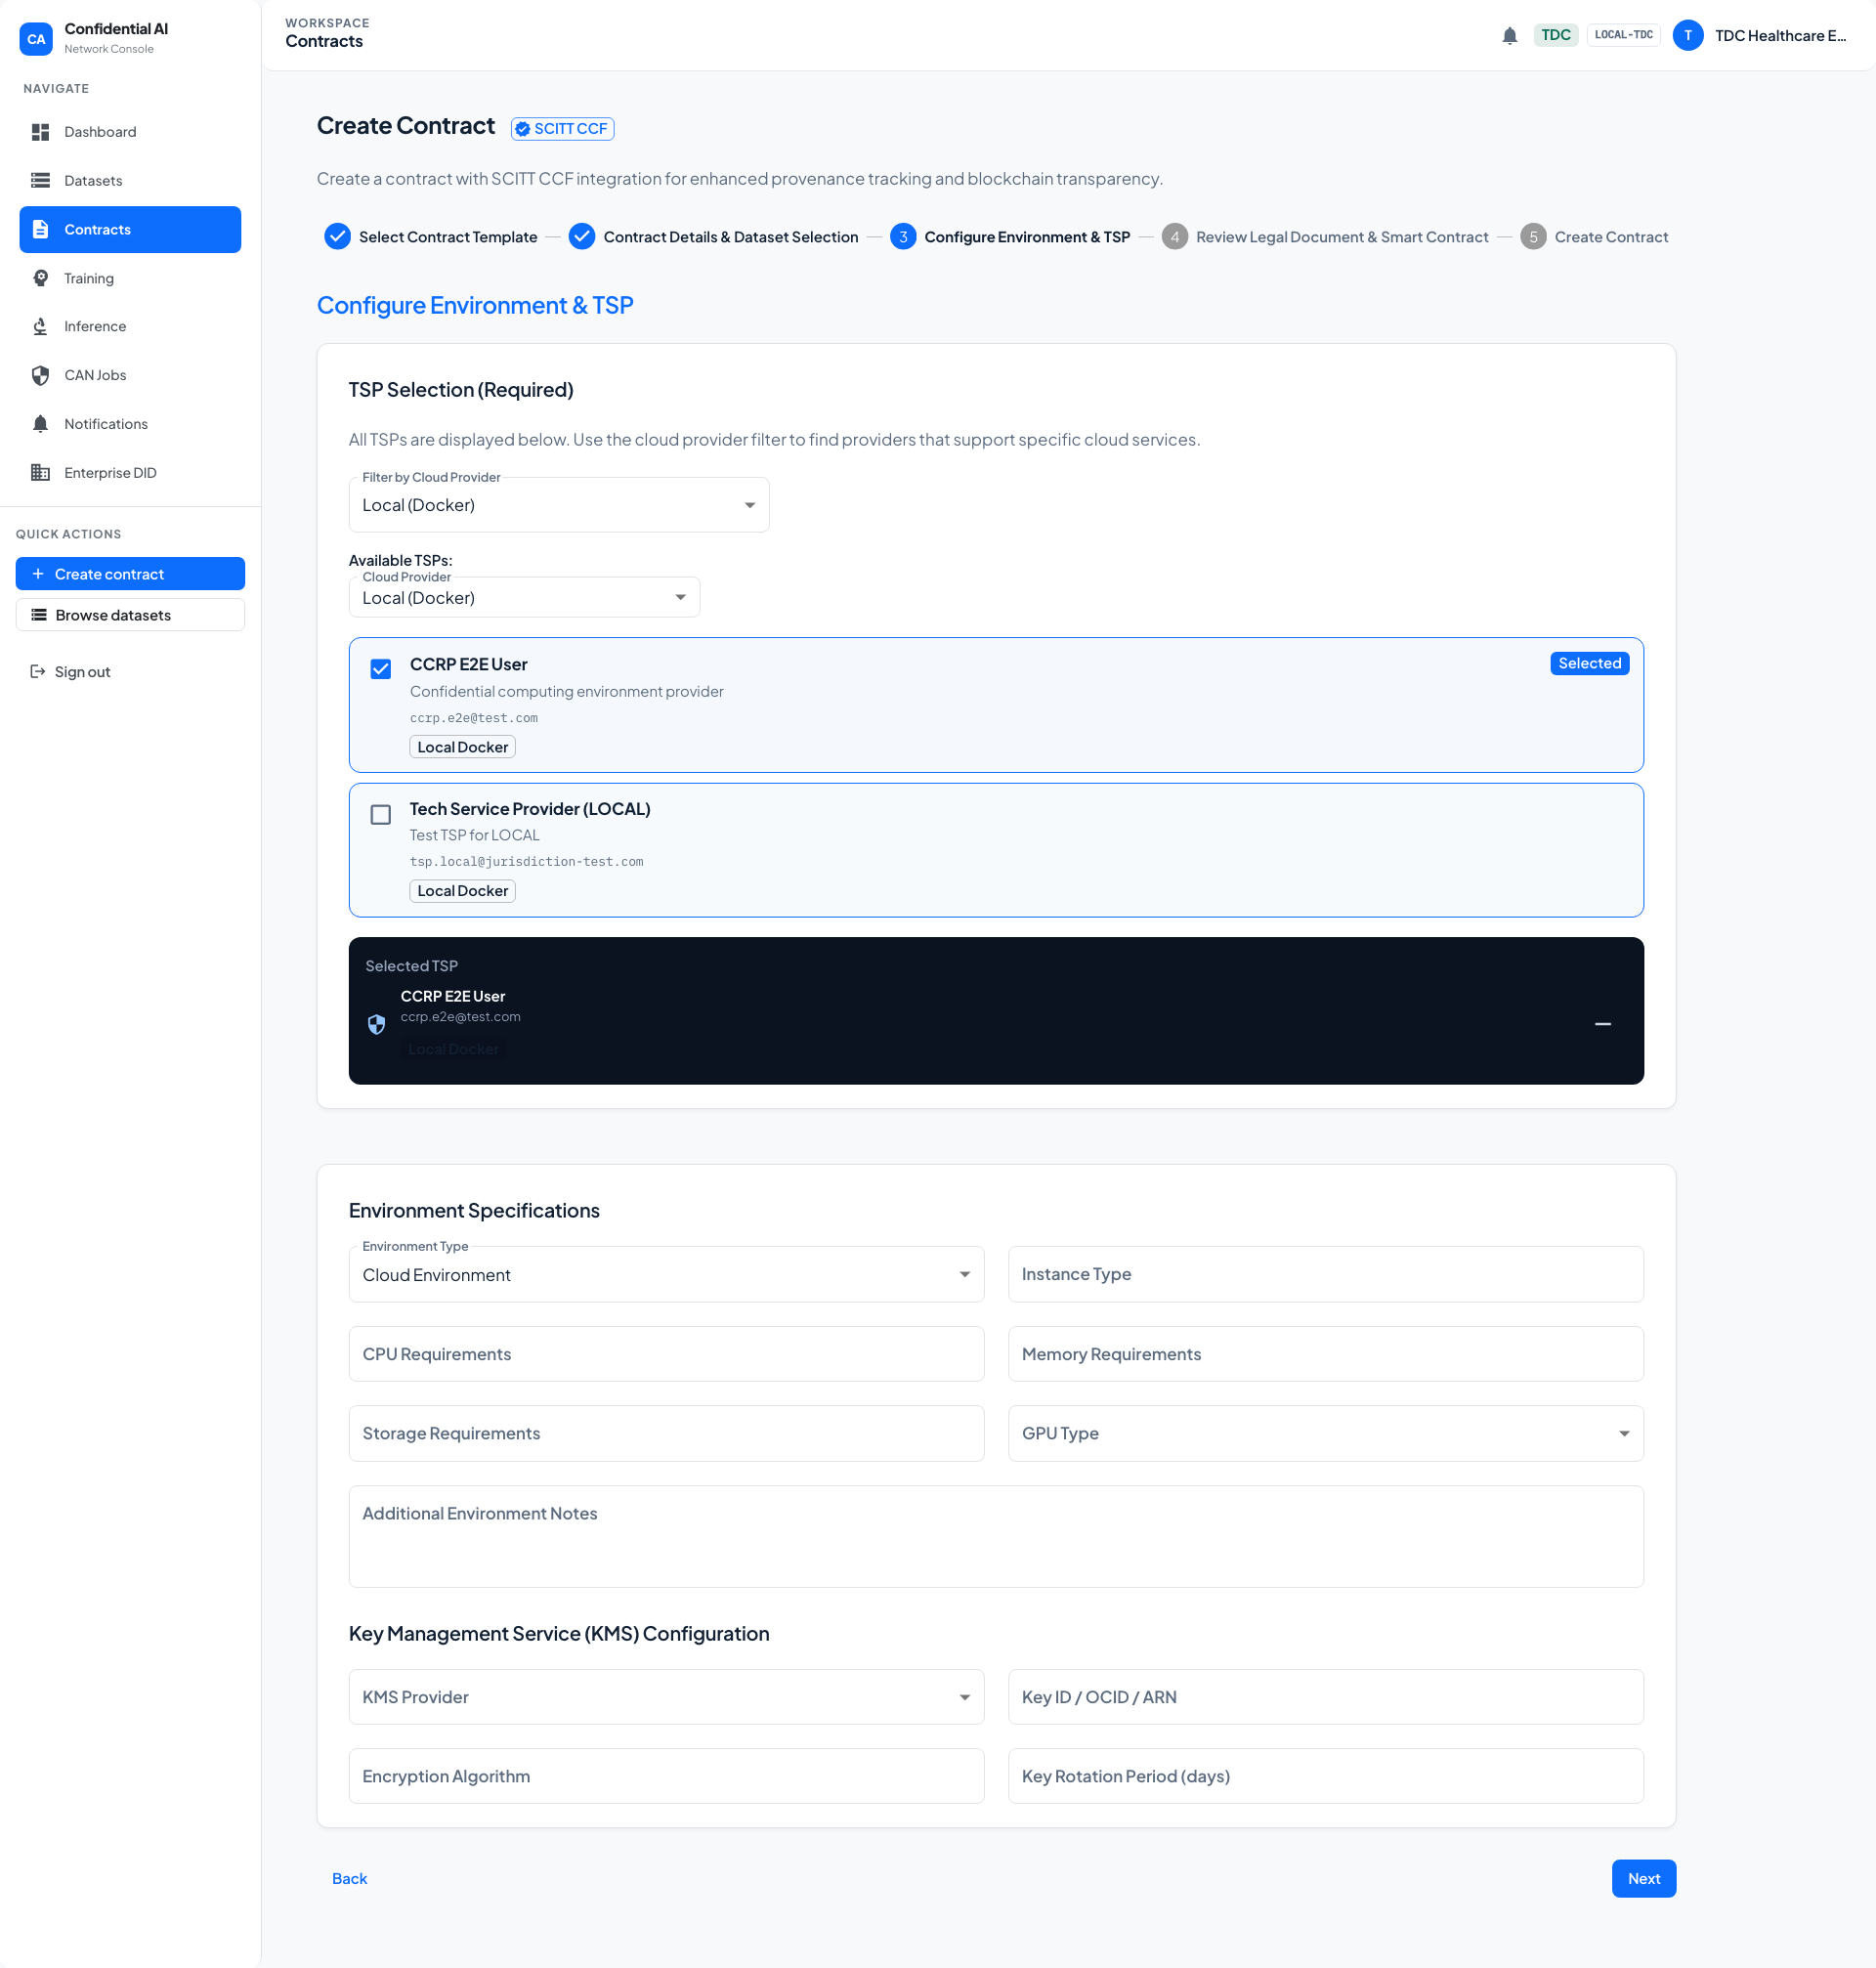 CA
Confidential AI
Network Console
NAVIGATE
Dashboard
Datasets
Contracts
Training
Inference
CAN Jobs
Notifications
Enterprise DID
QUICK ACTIONS
+ Create contract
Browse datasets
Sign out
WORKSPACE
Contracts
TDC
LOCAL-TDC
T
TDC Healthcare E...
Create Contract
SCITT CCF
Create a contract with SCITT CCF integration for enhanced provenance tracking and blockchain transparency.
Select Contract Template
Contract Details & Dataset Selection
3 Configure Environment & TSP
4 Review Legal Document & Smart Contract
5 Create Contract
Configure Environment & TSP
TSP Selection (Required)
All TSPs are displayed below. Use the cloud provider filter to find providers that support specific cloud services.
Filter by Cloud Provider
Local (Docker)
Available TSPs:
Cloud Provider
Local (Docker)
CCRP E2E User
Selected
Confidential computing environment provider
ccrp.e2e@test.com
Local Docker
Tech Service Provider (LOCAL)
Test TSP for LOCAL
tsp.local@jurisdiction-test.com
Local Docker
Selected TSP
CCRP E2E User
ccrp.e2e@test.com
Local Docker
Environment Specifications
Environment Type
Cloud Environment
Instance Type
CPU Requirements
Memory Requirements
Storage Requirements
GPU Type
Additional Environment Notes
Key Management Service (KMS) Configuration
KMS Provider
Key ID / OCID / ARN
Encryption Algorithm
Key Rotation Period (days)
Back
Next